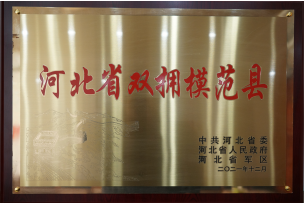 河北省双拥模范县
中共河北省委
河北省人民政府
河北省军区
二〇二一年十二月